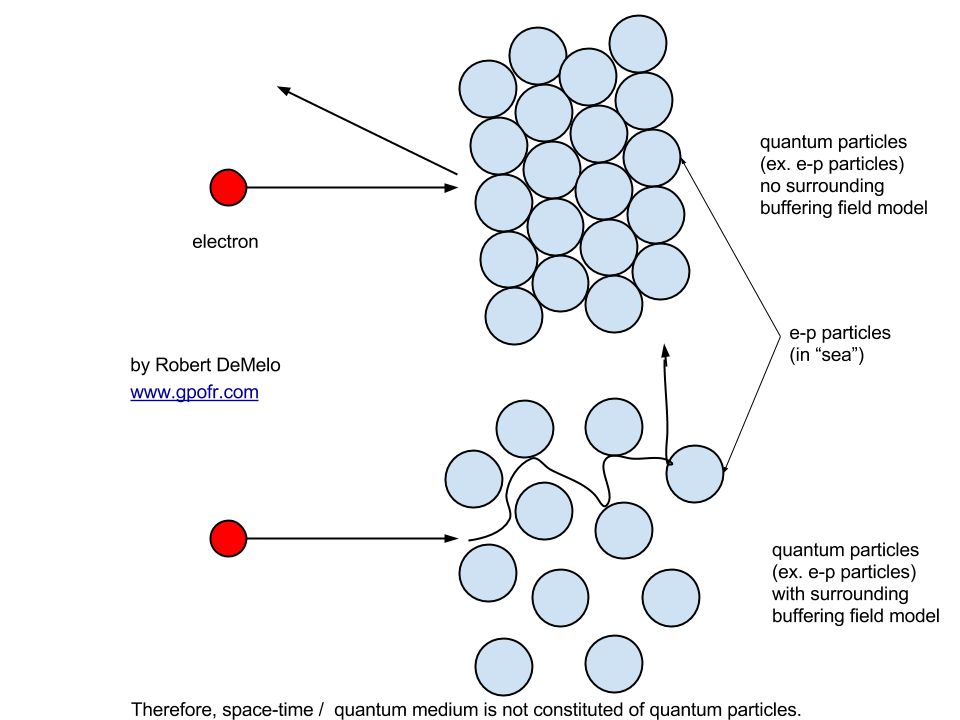 quantum particles
(ex. e-p particles)
no surrounding
buffering field model
electron
e-p particles
(in “sea”)
by Robert DeMelo
www.gpofr.com
quantum particles
(ex. e-p particles)
with surrounding
buffering field model
Therefore, space-time /  quantum medium is not constituted of quantum particles.